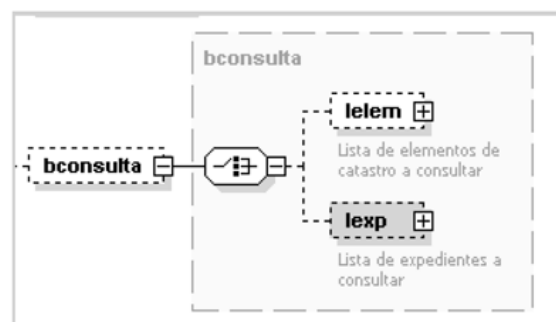 bconsulta
lelem
Lista de elementos de
catastro a consultar
bconsulta
lexp
Lista de expedientes a
consultar